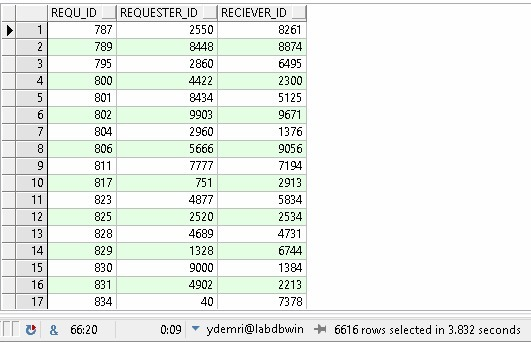 REQU_ID REQUESTER_ID RECIEVER_ID
1 787 2550 8261
2 789 8448 8874
3 795 2860 6495
4 800 4422 2300
5 801 8434 5125
6 802 9903 9671
7 804 2960 1376
8 806 5666 9056
9 811 7777 7194
10 817 751 2913
11 823 4877 5834
12 825 2520 2534
13 828 4689 4731
14 829 1328 6744
15 830 9000 1384
16 831 4902 2213
17 834 40 7378
& 66:20 0:09 ydemri@labdbwin 6616 rows selected in 3.832 seconds